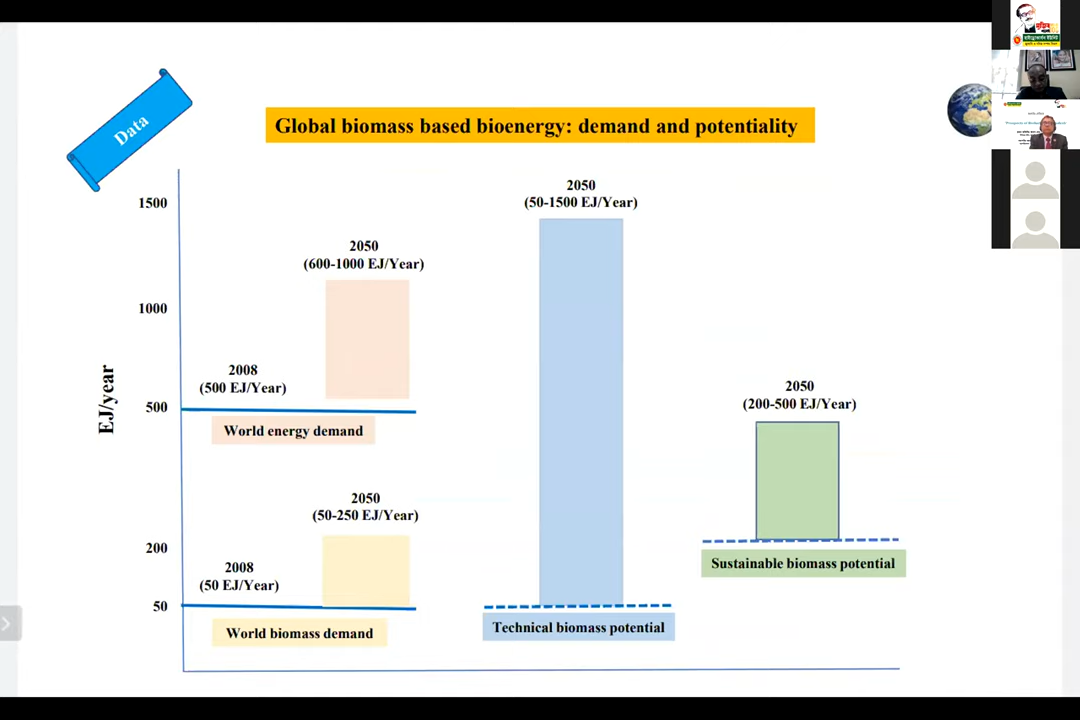 Data
Global biomass based bioenergy: demand and potentiality
1500
1000
500
200
50
EJ/year
2050
(600-1000 EJ/Year)
2008
(500 EJ/Year)
World energy demand
2050
(50-250 EJ/Year)
2008
(50 EJ/Year)
World biomass demand
2050
(50-1500 EJ/Year)
Technical biomass potential
2050
(200-500 EJ/Year)
Sustainable biomass potential